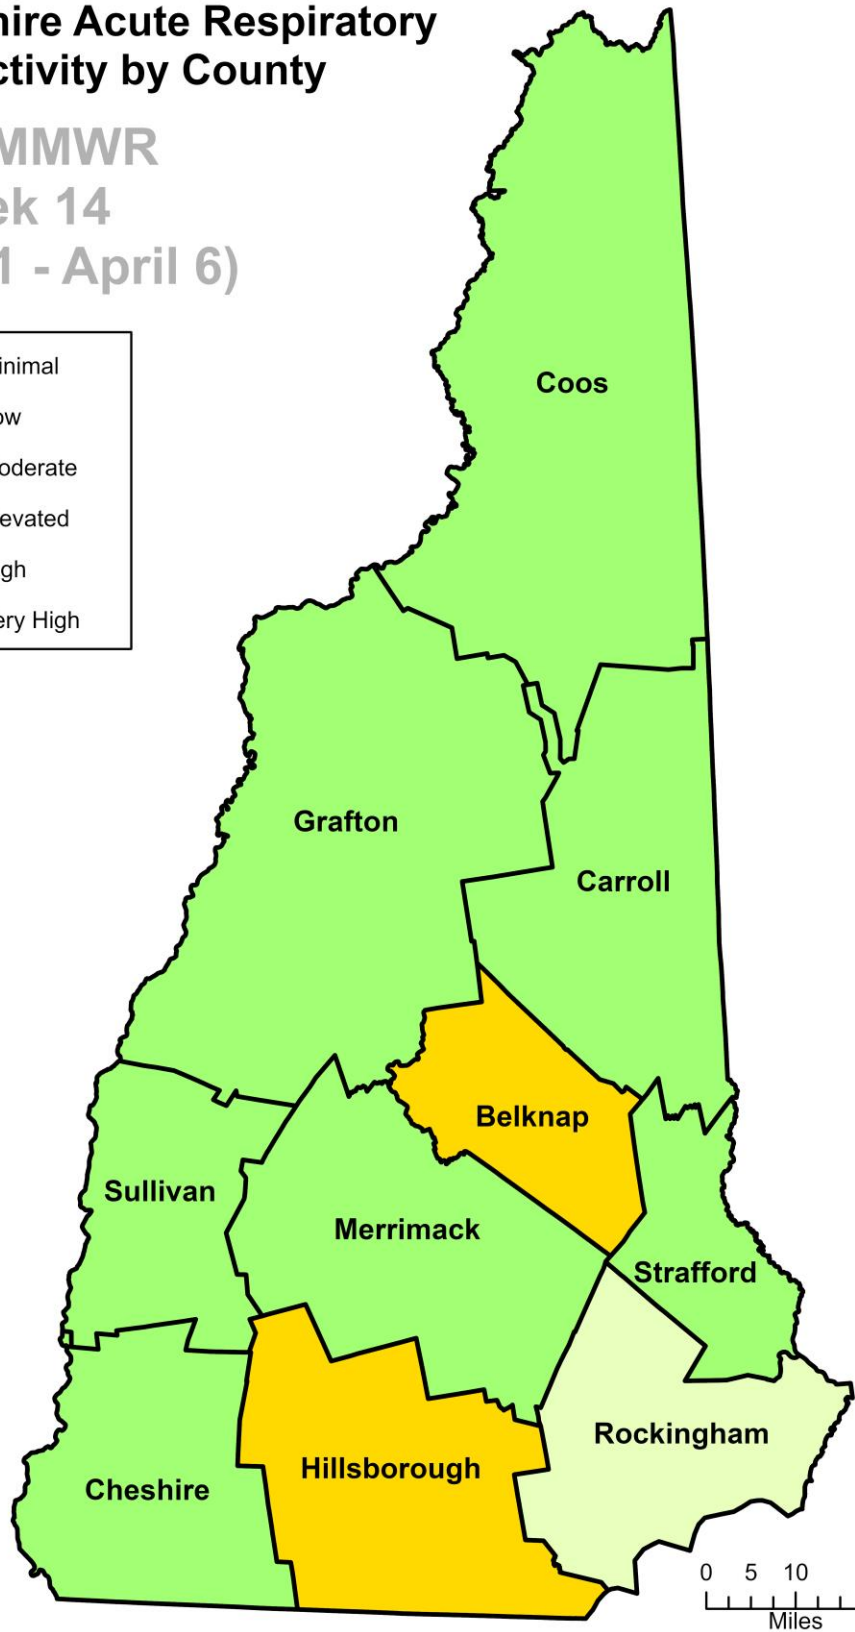 hire Acute Respiratory
ctivity by County
MMWR
ek 14
1 - April 6)
inimal
ow
oderate
evated
gh
ery High
Coos
Grafton
Carroll
Belknap
Sullivan
Merrimack
Strafford
Rockingham
Hillsborough
Cheshire
0 5 10
Miles